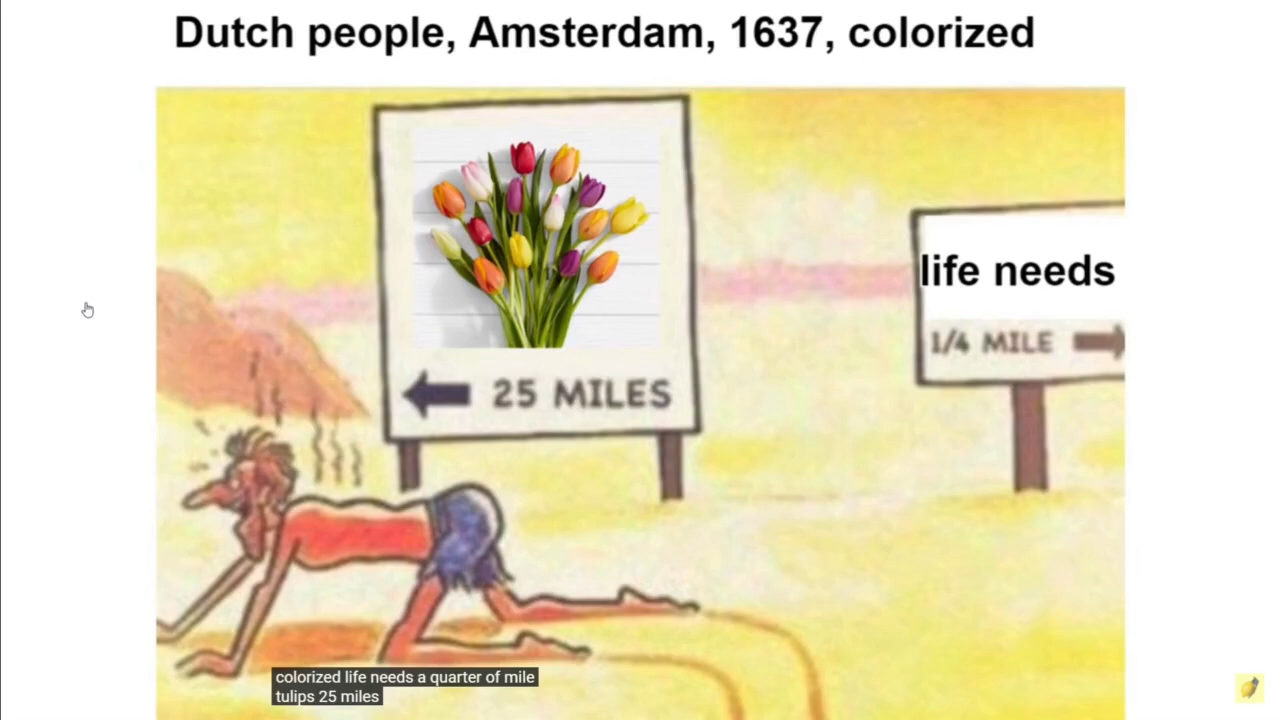 Dutch people, Amsterdam, 1637, colorized
life needs
1/4 MILE
25 MILES
colorized life needs a quarter of mile
tulips 25 miles